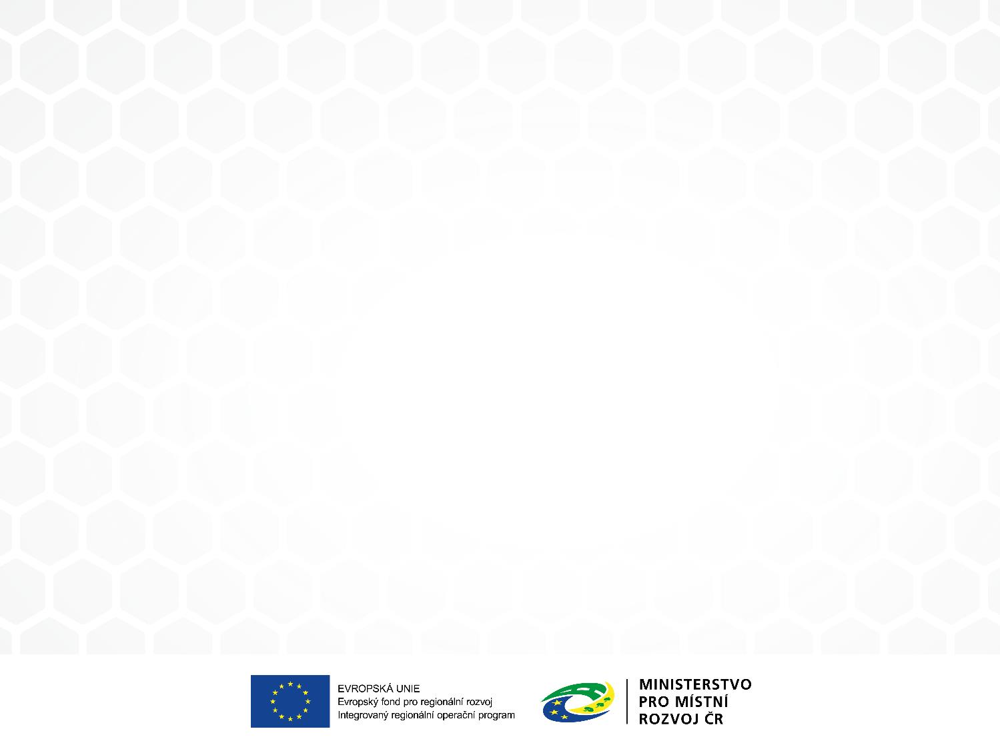 EVROPSKÁ UNIE
Evropský fond pro regionální rozvoj
Integrovaný regionální operační program
MINISTERSTVO
PRO MÍSTNÍ
ROZVOJ ČR